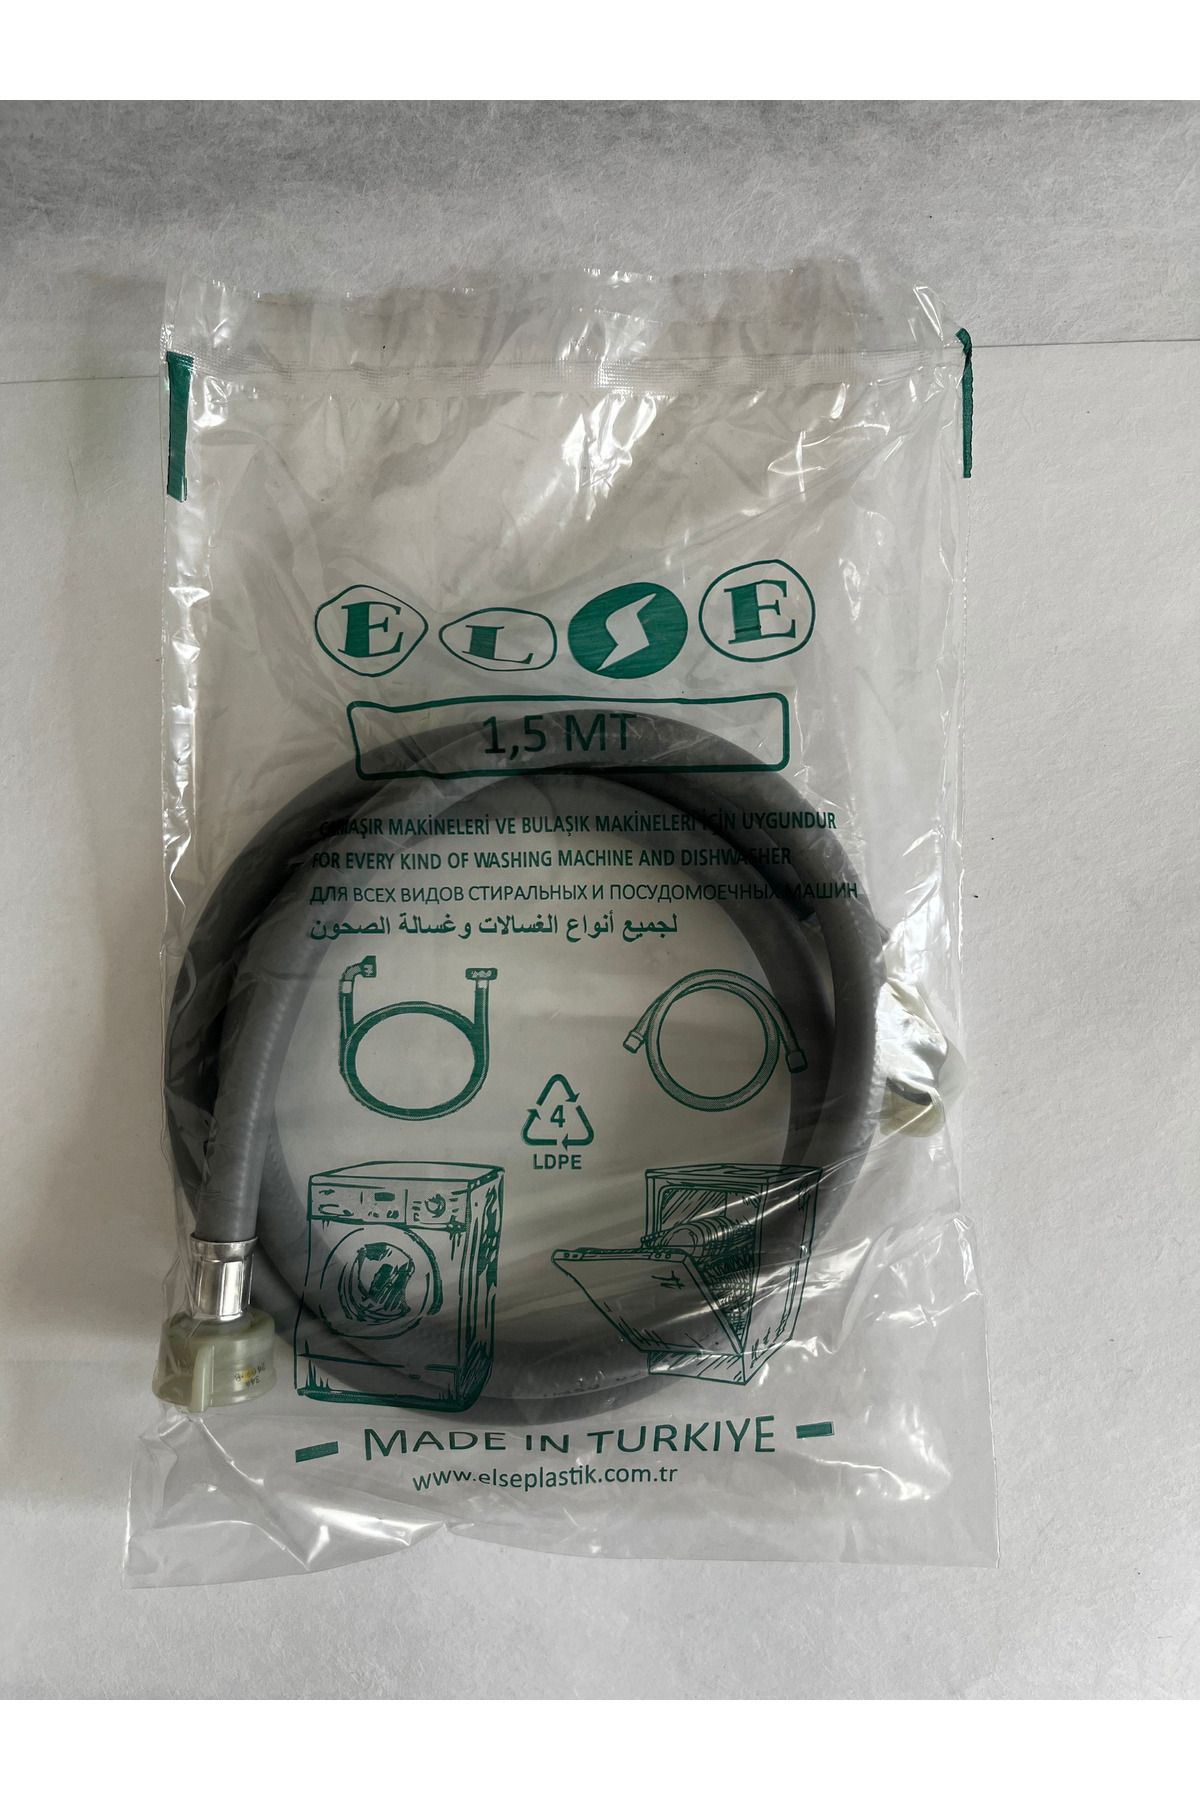 ELSE
1,5 MT
ÇAMAŞIR MAKİNELERİ VE BULAŞIK MAKİNELERİ İÇİN UYGUNDUR
FOR EVERY KIND OF WASHING MACHINE AND DISHWASHER
ДЛЯ ВСЕХ ВИДОВ СТИРАЛЬНЫХ И ПОСУДОМОЕЧНЫХ МАШИН
لجميع أنواع الغسالات وغسالة الصحون
4
LDPE
MADE IN TURKIYE
www.elseplastik.com.tr